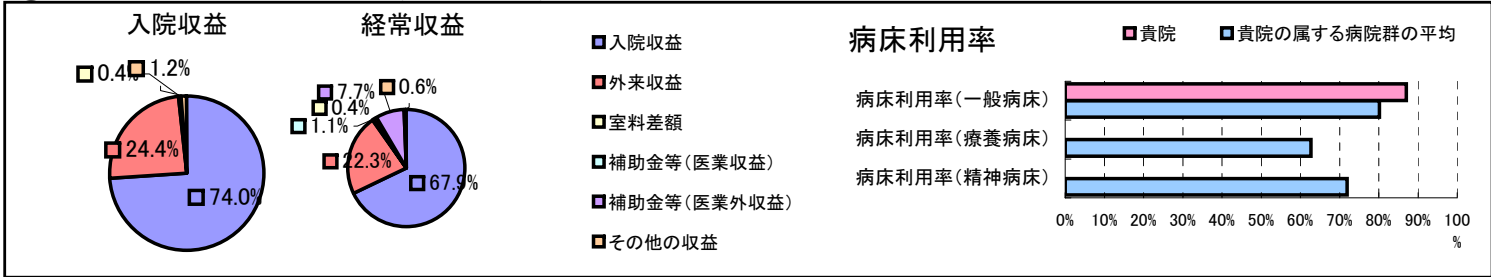 入院収益
0.4%
1.2%
24.4%
74.0%
経常収益
7.7%
0.6%
0.4%
1.1%
22.3%
67.9%
入院収益
外来収益
室料差額
補助金等(医業収益)
補助金等(医業外収益)
その他の収益
病床利用率
貴院
貴院の属する病院群の平均
病床利用率(一般病床)
病床利用率(療養病床)
病床利用率(精神病床)
0% 10% 20% 30% 40% 50% 60% 70% 80% 90% 100
%